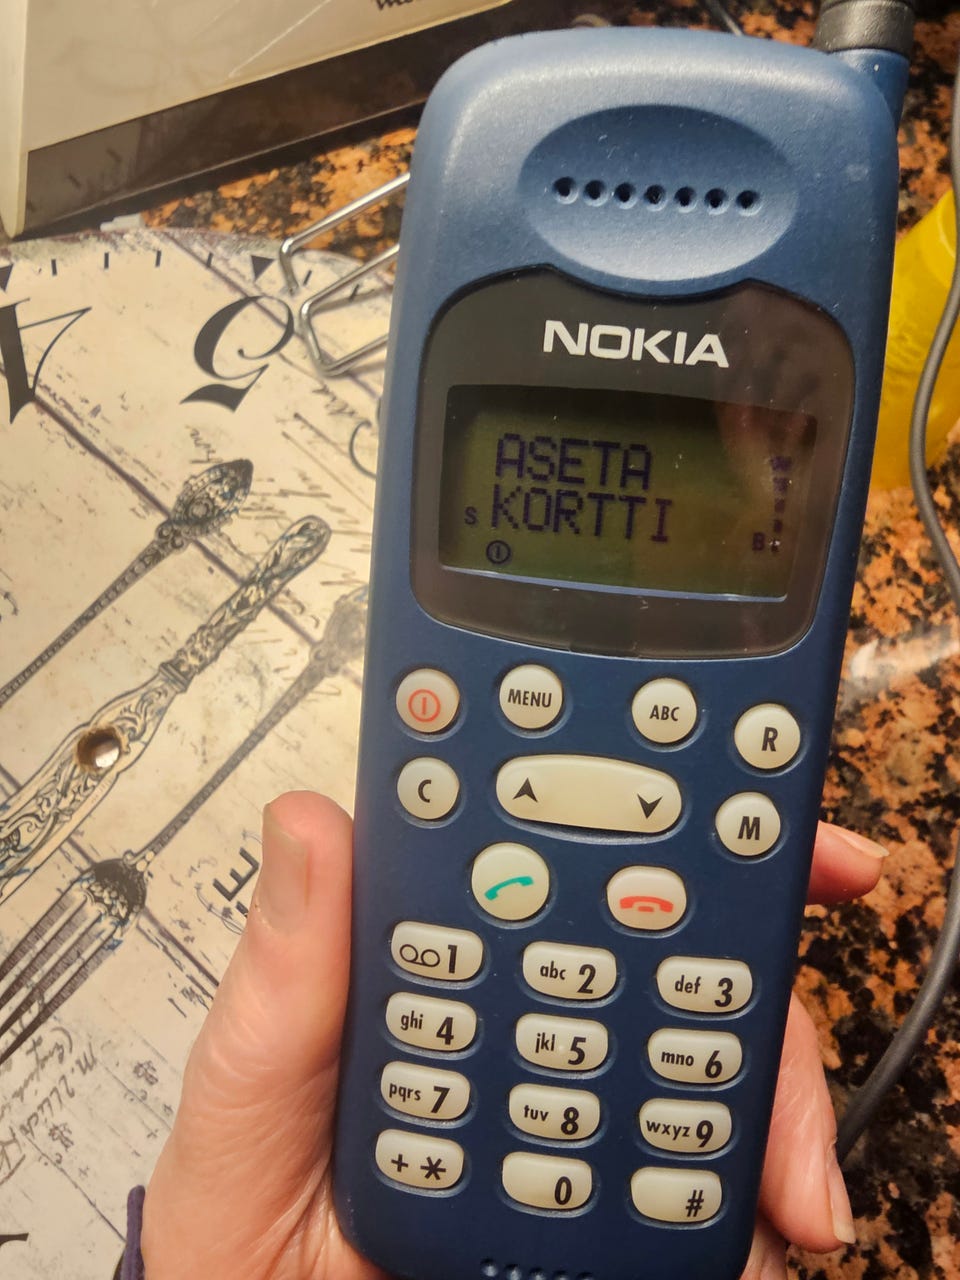 5
NOKIA
ASETA
S KORTTI
B
MENU
ABC
R
C
M
1
abc 2
def 3
ghi 4
jkl 5
mno 6
pqrs 7
tuv 8
wxyz 9
+ *
0
#